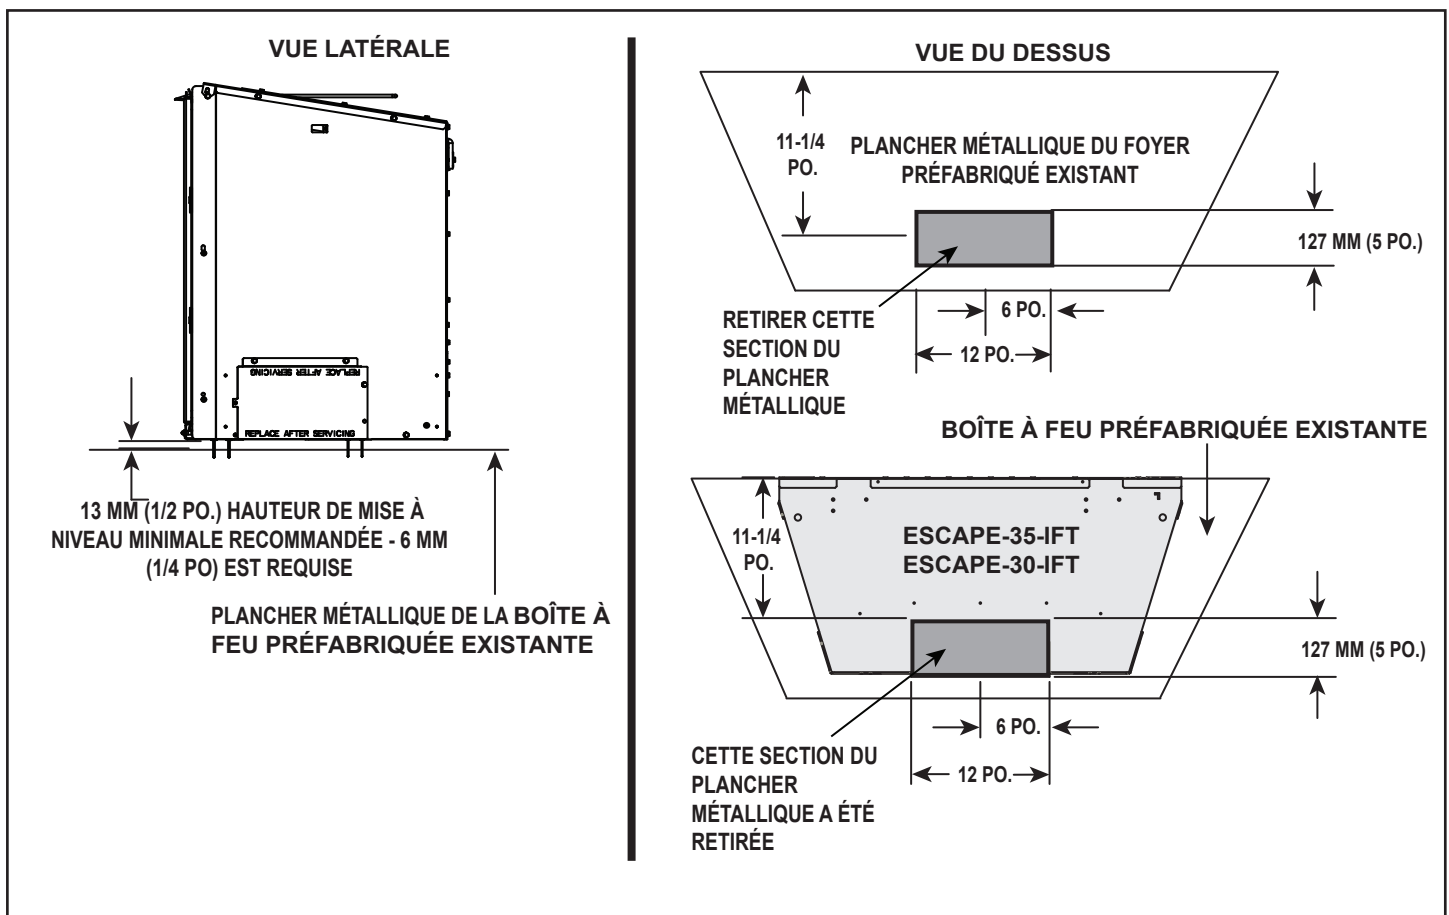 VUE LATÉRALE
REPLACE AFTER SERVICING
REPLACE AFTER SERVICING
13 MM (1/2 PO.) HAUTEUR DE MISE À
NIVEAU MINIMALE RECOMMANDÉE - 6 MM
(1/4 PO) EST REQUISE
PLANCHER MÉTALLIQUE DE LA BOÎTE À
FEU PRÉFABRIQUÉE EXISTANTE
VUE DU DESSUS
11-1/4
PO.
PLANCHER MÉTALLIQUE DU FOYER
PRÉFABRIQUÉ EXISTANT
127 MM (5 PO.)
6 PO.
12 PO.
RETIRER CETTE
SECTION DU
PLANCHER
MÉTALLIQUE
BOÎTE À FEU PRÉFABRIQUÉE EXISTANTE
11-1/4
PO.
ESCAPE-35-IFT
ESCAPE-30-IFT
127 MM (5 PO.)
6 PO.
12 PO.
CETTE SECTION DU
PLANCHER
MÉTALLIQUE A ÉTÉ
RETIRÉE